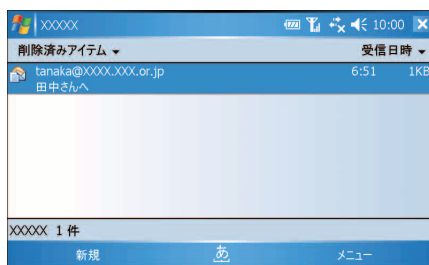 XXXXX 10:00
削除済みアイテム 受信日時
tanaka@XXXX.XXX.or.jp 6:51 1KB
田中さんへ
XXXXX 1 件
新規 あ メニュー